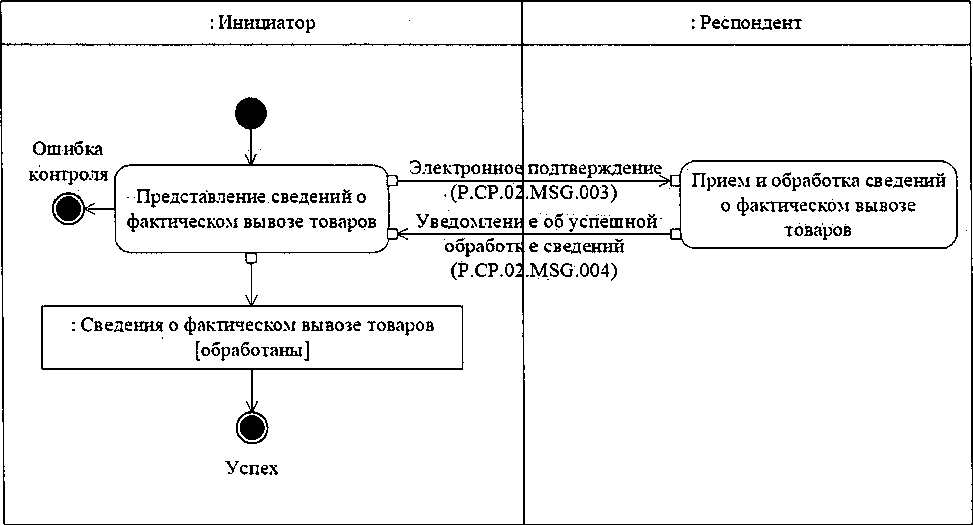 : Инициатор
: Респондент
Ошибка
контроля
Представление сведений о
фактическом вывозе товаров
Электронное подтверждение
(P.CP.02.MSG.003)
Уведомление об успешной
обработке сведений
(P.CP.02.MSG.004)
Прием и обработка сведений
о фактическом вывозе
товаров
: Сведения о фактическом вывозе товаров
[обработаны]
Успех